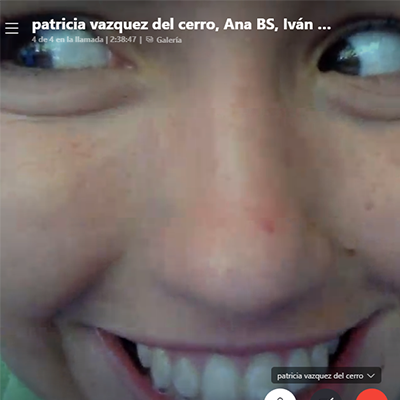 patricia vazquez del cerro, Ana BS, Iván ...
4 de 4 en la llamada | 2:38:47 | Galería
patricia vazquez del cerro